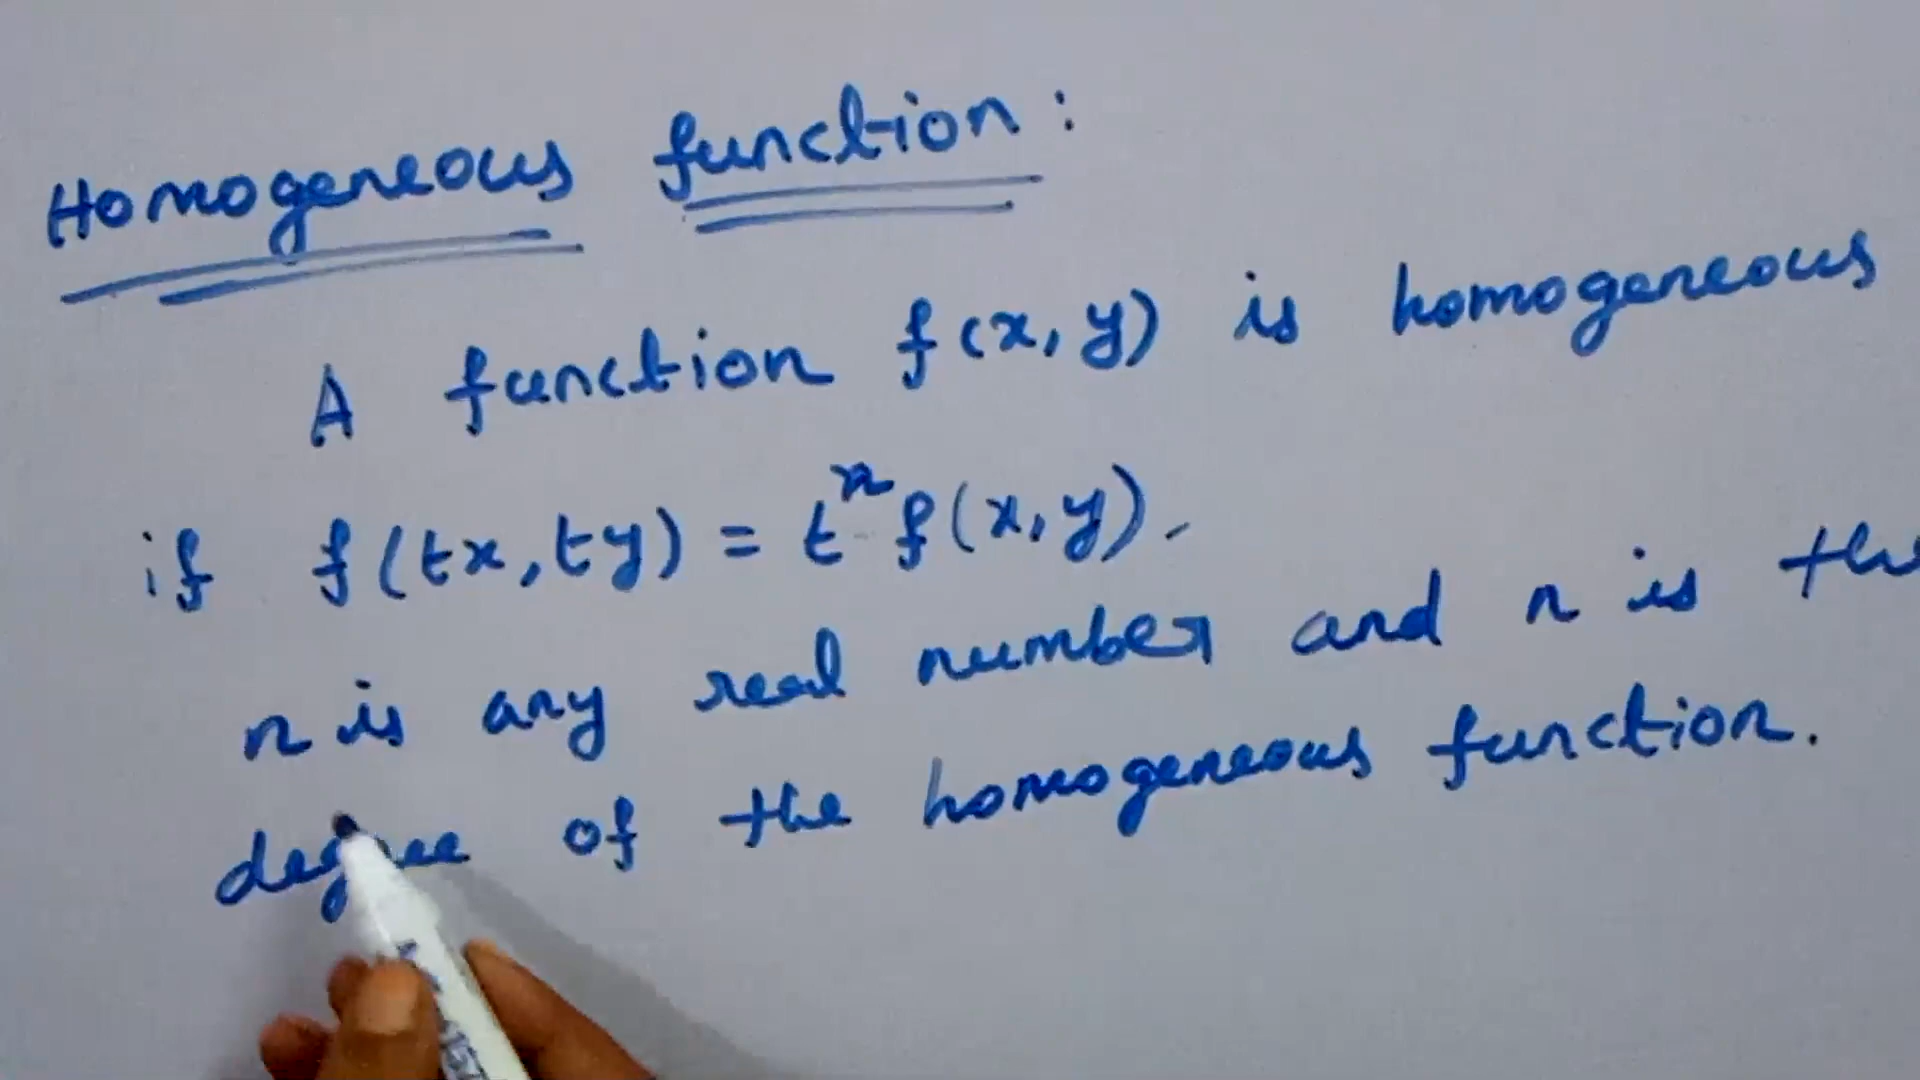 Homogeneous function:
A function f(x, y) is homogeneous
if f(tx, ty) = tⁿ f(x, y).
n is any real number and n is the
degree of the homogeneous function.